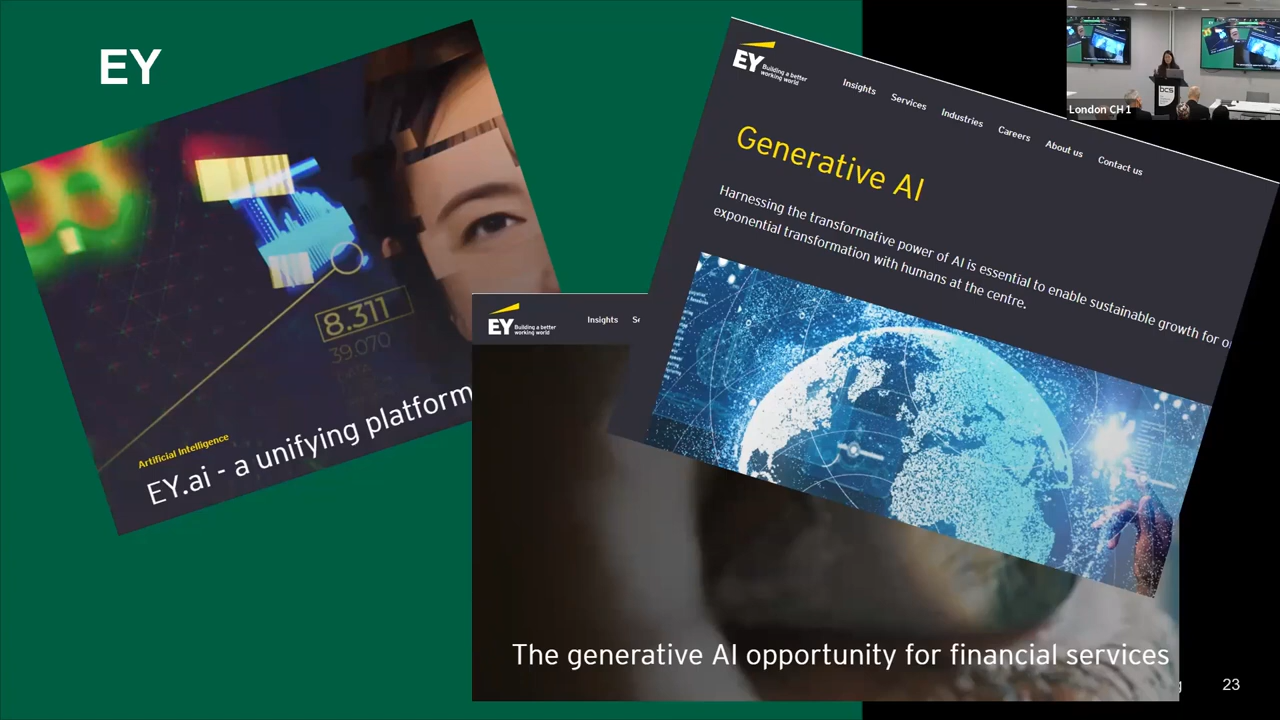 EY
Artificial Intelligence
EY.ai - a unifying platform
8.311
39.070
EY
Building a better
working world
Insights
Services
Industries
Careers
About us
Contact us
Generative AI
Harnessing the transformative power of AI is essential to enable sustainable growth for
exponential transformation with humans at the centre.
EY
Building a better
working world
Insights
The generative AI opportunity for financial services
London CH1
bcs
23